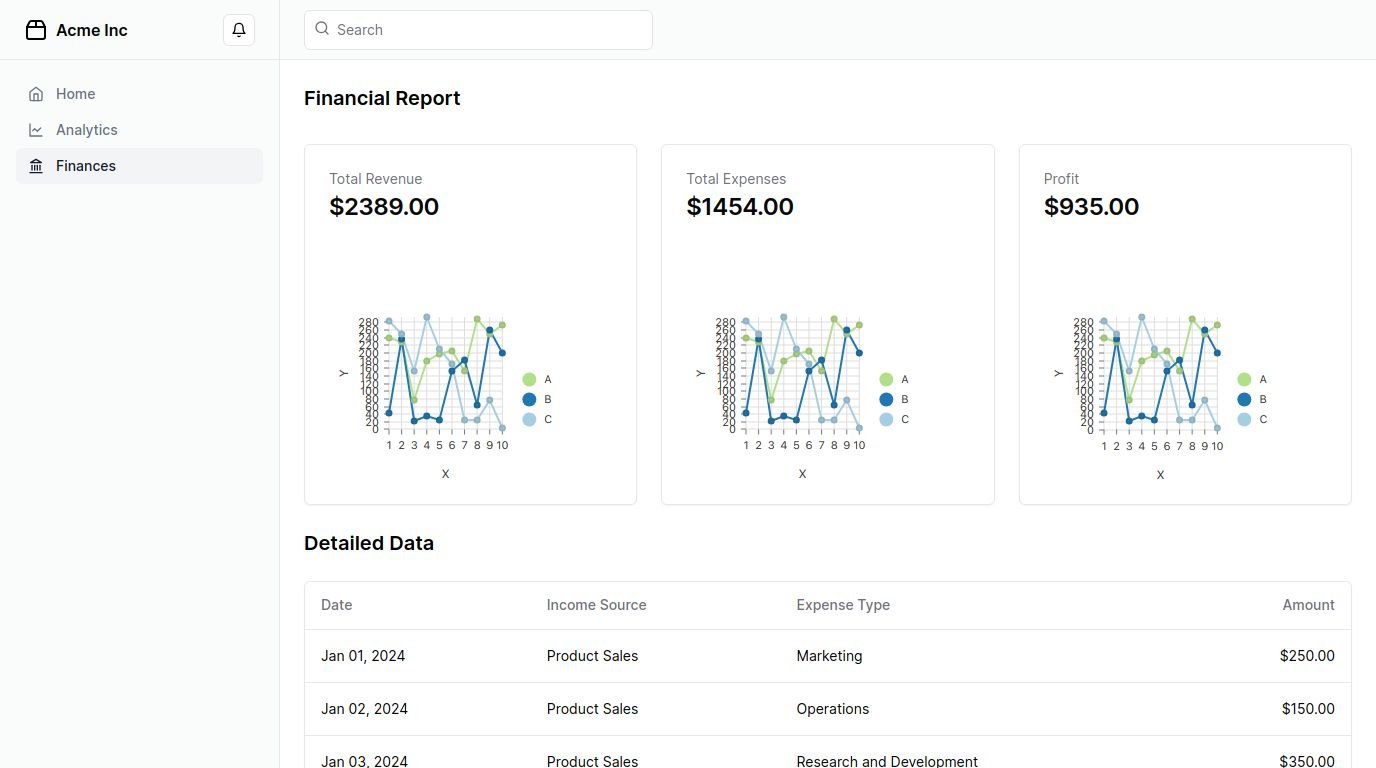 Acme Inc
Search
Home
Analytics
Finances
Financial Report
Total Revenue
$2389.00
280
260
240
220
200
180
160
140
120
100
80
60
40
20
0
Y
1 2 3 4 5 6 7 8 9 10
X
A
B
C
Total Expenses
$1454.00
280
260
240
220
200
180
160
140
120
100
80
60
40
20
0
Y
1 2 3 4 5 6 7 8 9 10
X
A
B
C
Profit
$935.00
280
260
240
220
200
180
160
140
120
100
80
60
40
20
0
Y
1 2 3 4 5 6 7 8 9 10
X
A
B
C
Detailed Data
Date Income Source Expense Type Amount
Jan 01, 2024 Product Sales Marketing $250.00
Jan 02, 2024 Product Sales Operations $150.00
Jan 03, 2024 Product Sales Research and Development $350.00